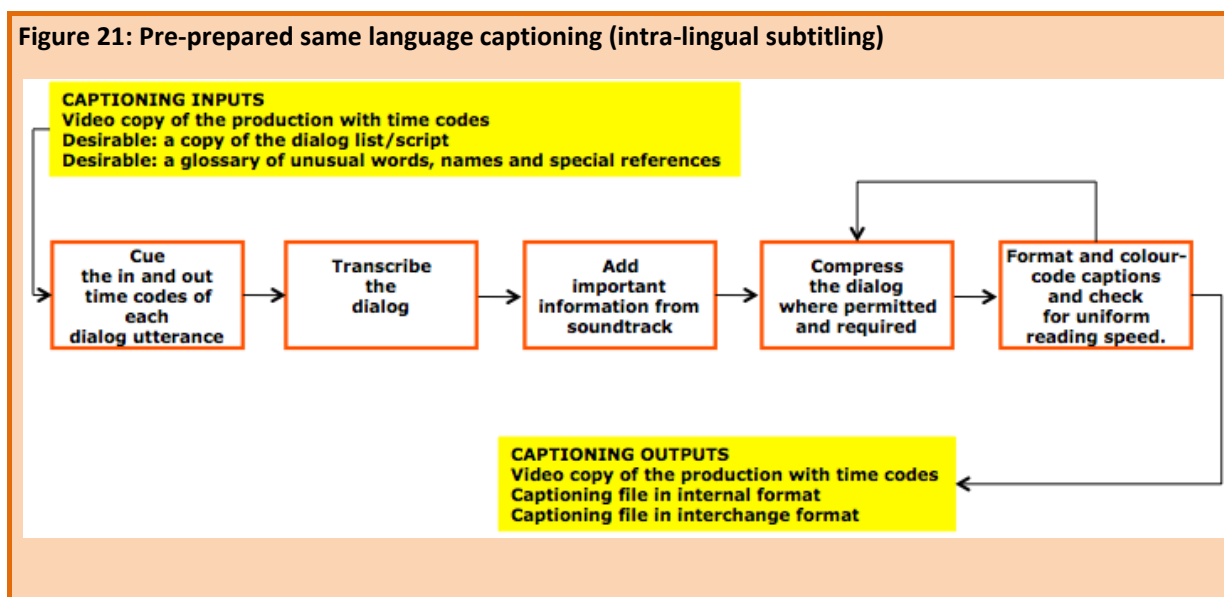 Figure 21: Pre-prepared same language captioning (intra-lingual subtitling)
CAPTIONING INPUTS
Video copy of the production with time codes
Desirable: a copy of the dialog list/script
Desirable: a glossary of unusual words, names and special references
Cue
the in and out
time codes of
each
dialog utterance
Transcribe
the
dialog
Add
important
information from
soundtrack
Compress
the dialog
where permitted
and required
Format and colour-
code captions
and check
for uniform
reading speed.
CAPTIONING OUTPUTS
Video copy of the production with time codes
Captioning file in internal format
Captioning file in interchange format